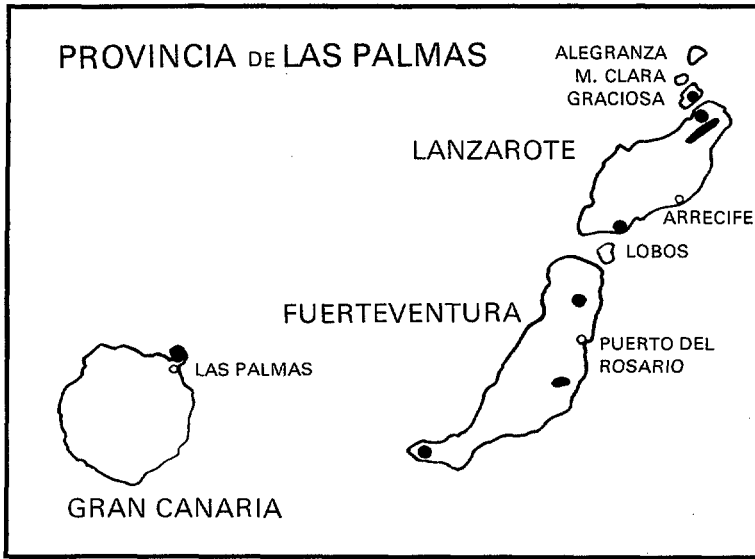 PROVINCIA DE LAS PALMAS
ALEGRANZA
M. CLARA
GRACIOSA
LANZAROTE
ARRECIFE
LOBOS
FUERTEVENTURA
PUERTO DEL
ROSARIO
LAS PALMAS
GRAN CANARIA